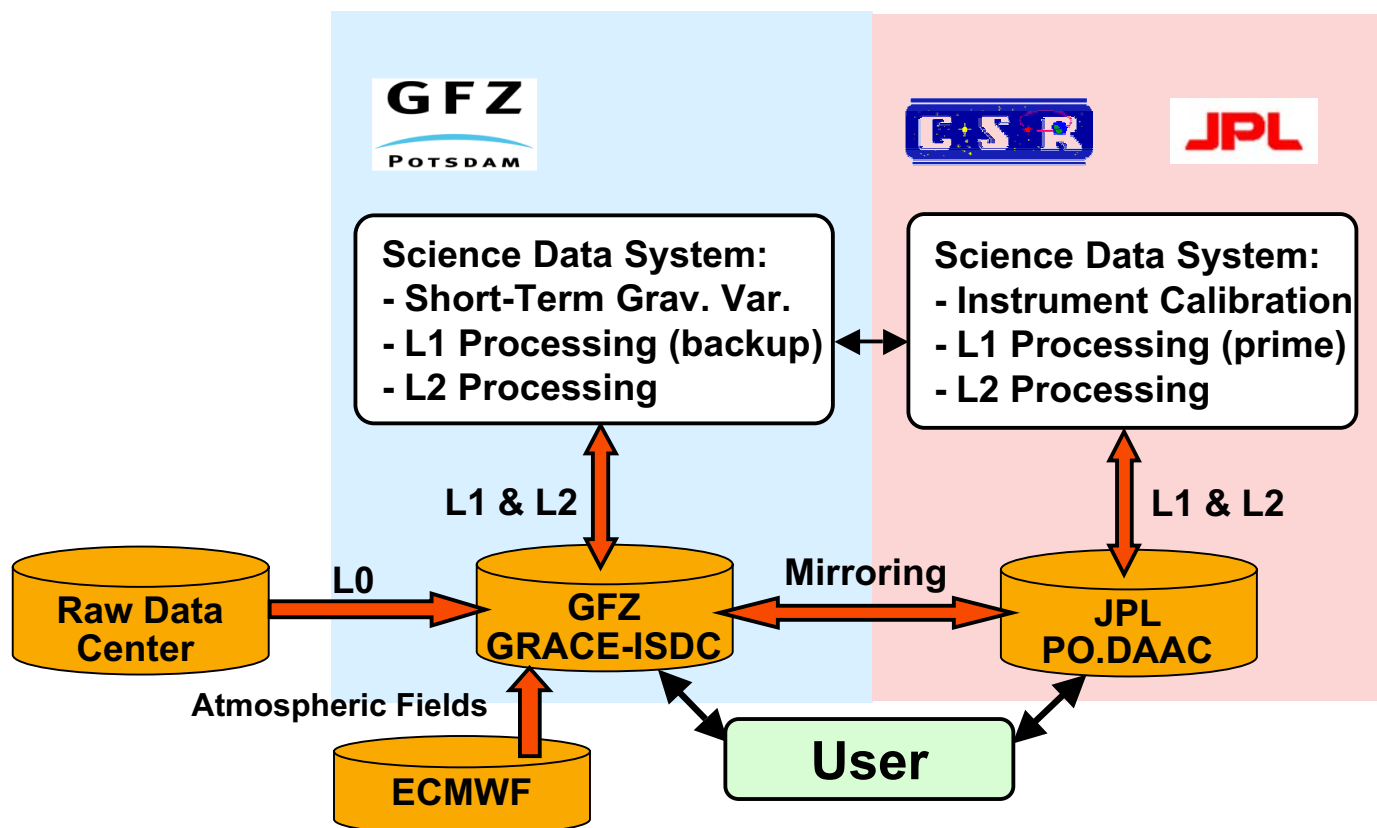 GFZ
POTSDAM
CSR
JPL
Science Data System:
- Short-Term Grav. Var.
- L1 Processing (backup)
- L2 Processing
Science Data System:
- Instrument Calibration
- L1 Processing (prime)
- L2 Processing
L1 & L2
L1 & L2
Raw Data
Center
L0
GFZ
GRACE-ISDC
Mirroring
JPL
PO.DAAC
Atmospheric Fields
ECMWF
User